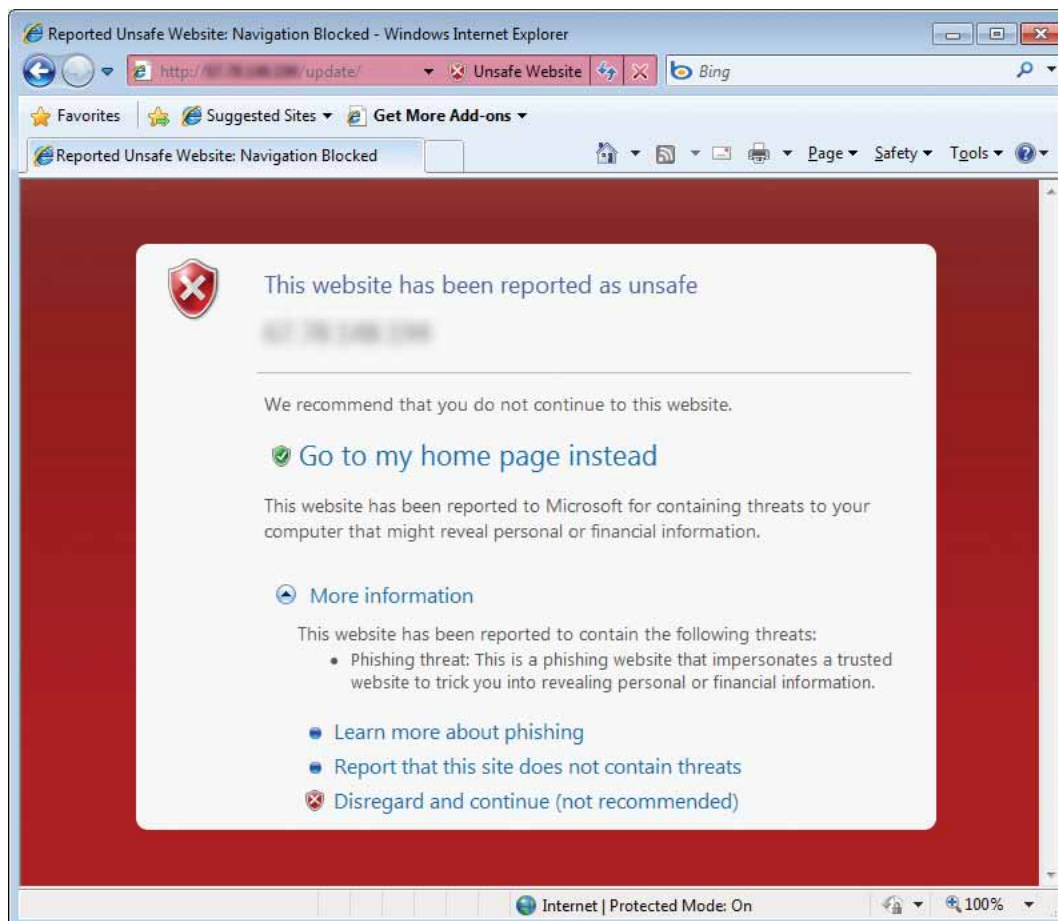 Reported Unsafe Website: Navigation Blocked - Windows Internet Explorer
http:// /update/ Unsafe Website Bing
Favorites Suggested Sites Get More Add-ons
Reported Unsafe Website: Navigation Blocked Page Safety Tools
This website has been reported as unsafe
We recommend that you do not continue to this website.
Go to my home page instead
This website has been reported to Microsoft for containing threats to your
computer that might reveal personal or financial information.
More information
This website has been reported to contain the following threats:
• Phishing threat: This is a phishing website that impersonates a trusted
website to trick you into revealing personal or financial information.
Learn more about phishing
Report that this site does not contain threats
Disregard and continue (not recommended)
Internet | Protected Mode: On 100%